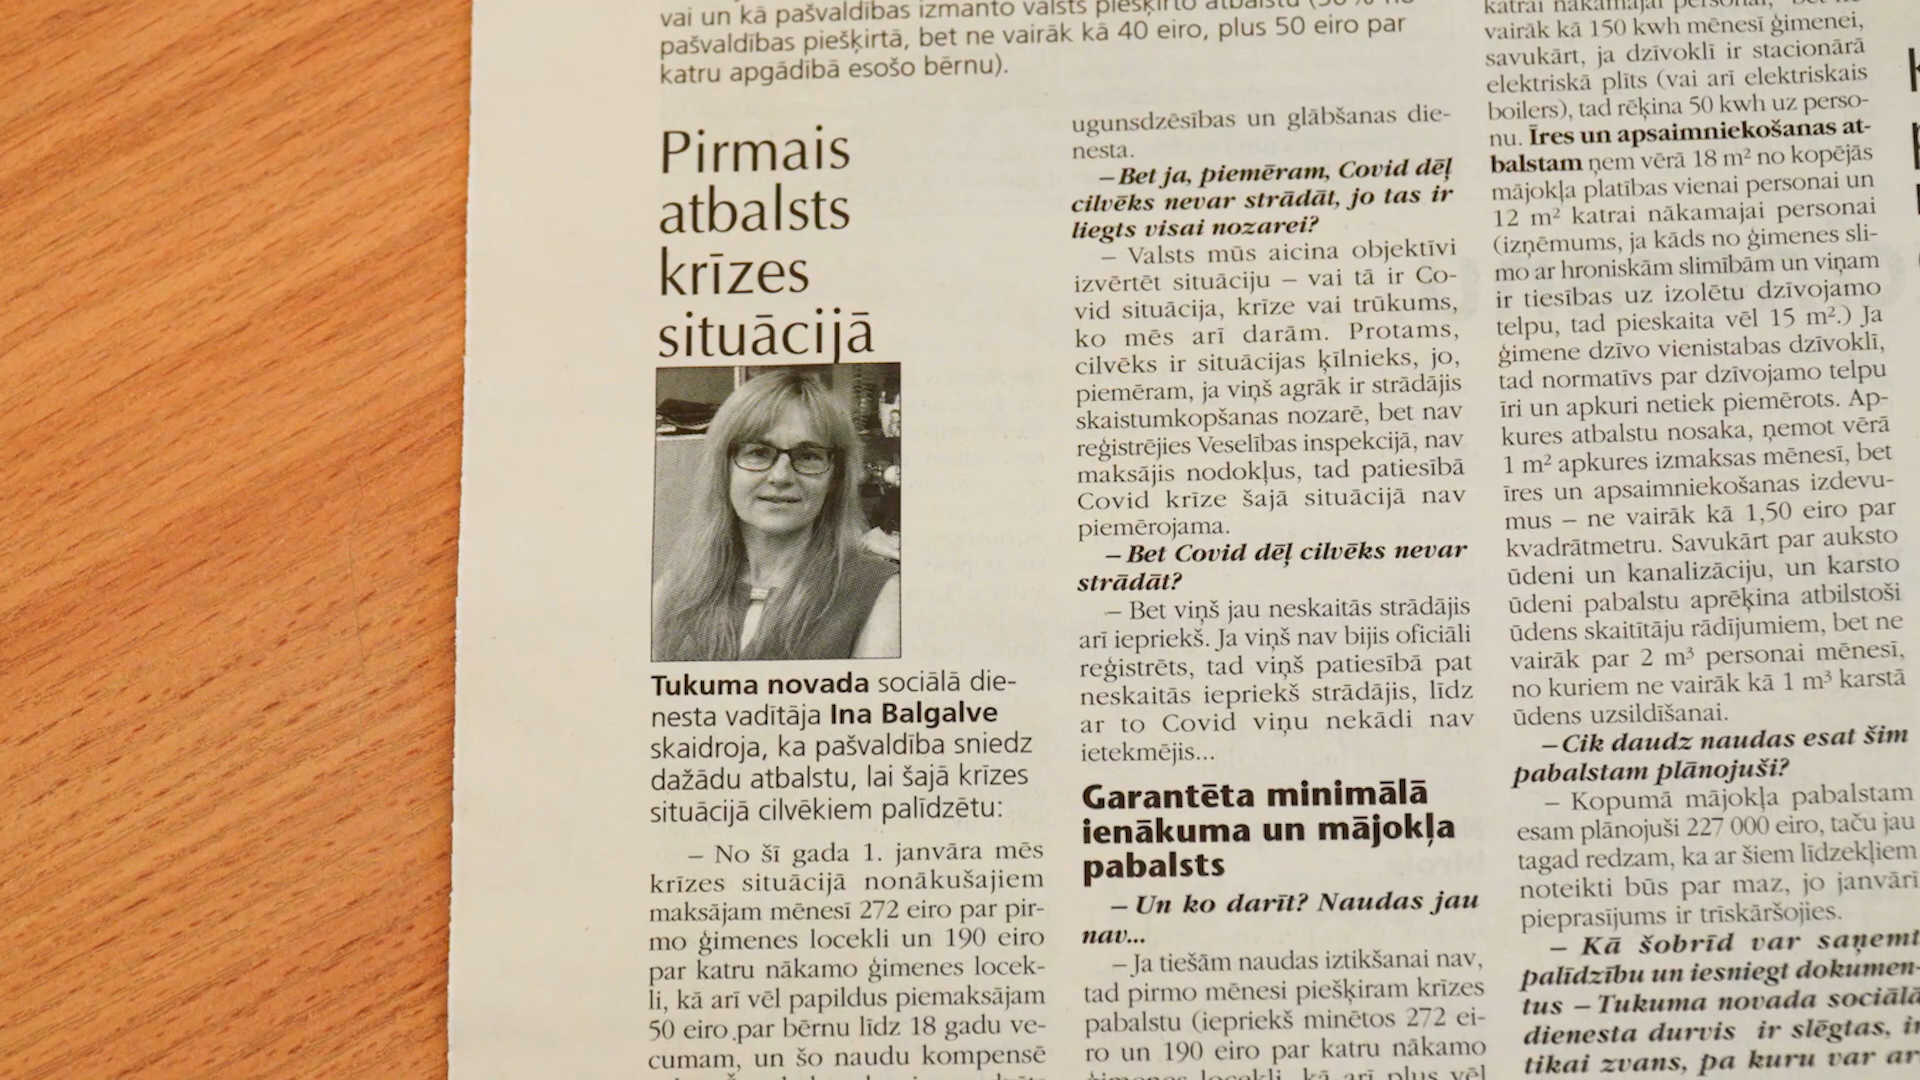 vai un kā pašvaldības izmanto valsts piešķirto atbalstu (50% no
pašvaldības piešķirtā, bet ne vairāk kā 40 eiro, plus 50 eiro par
katru apgādībā esošo bērnu).
Pirmais
atbalsts
krīzes
situācijā
Tukuma novada sociālā die-
nesta vadītāja Ina Balgalve
skaidroja, ka pašvaldība sniedz
dažādu atbalstu, lai šajā krīzes
situācijā cilvēkiem palīdzētu:
– No šī gada 1. janvāra mēs
krīzes situācijā nonākušajiem
maksājam mēnesī 272 eiro par pir-
mo ģimenes locekli un 190 eiro
par katru nākamo ģimenes locek-
li, kā arī vēl papildus piemaksājam
50 eiro par bērnu līdz 18 gadu ve-
cumam, un šo naudu kompensē
ugunsdzēsības un glābšanas die-
nesta.
– Bet ja, piemēram, Covid dēļ
cilvēks nevar strādāt, jo tas ir
liegts visai nozarei?
– Valsts mūs aicina objektīvi
izvērtēt situāciju – vai tā ir Co-
vid situācija, krīze vai trūkums,
ko mēs arī darām. Protams,
cilvēks ir situācijas ķīlnieks, jo,
piemēram, ja viņš agrāk ir strādājis
skaistumkopšanas nozarē, bet nav
reģistrējies Veselības inspekcijā, nav
maksājis nodokļus, tad patiesībā
Covid krīze šajā situācijā nav
piemērojama.
– Bet Covid dēļ cilvēks nevar
strādāt?
– Bet viņš jau neskaitās strādājis
arī iepriekš. Ja viņš nav bijis oficiāli
reģistrēts, tad viņš patiesībā pat
neskaitās iepriekš strādājis, līdz
ar to Covid viņu nekādi nav
ietekmējis...
Garantēta minimālā
ienākuma un mājokļa
pabalsts
– Un ko darīt? Naudas jau
nav...
– Ja tiešām naudas iztikšanai nav,
tad pirmo mēnesi piešķiram krīzes
pabalstu (iepriekš minētos 272 ei-
ro un 190 eiro par katru nākamo
ģimenes locekli, kā arī plus vēl
katrai nākamajai personai, bet ne
vairāk kā 150 kwh mēnesī ģimenei,
savukārt, ja dzīvoklī ir stacionārā
elektriskā plīts (vai arī elektriskais
boilers), tad rēķina 50 kwh uz perso-
nu. Īres un apsaimniekošanas at-
balstam ņem vērā 18 m² no kopējās
mājokļa platības vienai personai un
12 m² katrai nākamajai personai
(izņēmums, ja kāds no ģimenes sli-
mo ar hroniskām slimībām un viņam
ir tiesības uz izolētu dzīvojamo
telpu, tad pieskaita vēl 15 m².) Ja
ģimene dzīvo vienistabas dzīvoklī,
tad normatīvs par dzīvojamo telpu
īri un apkuri netiek piemērots. Ap-
kures atbalstu nosaka, ņemot vērā
1 m² apkures izmaksas mēnesī, bet
īres un apsaimniekošanas izdevu-
mus – ne vairāk kā 1,50 eiro par
kvadrātmetru. Savukārt par auksto
ūdeni un kanalizāciju, un karsto
ūdeni pabalstu aprēķina atbilstoši
ūdens skaitītāju rādījumiem, bet ne
vairāk par 2 m³ personai mēnesī,
no kuriem ne vairāk kā 1 m³ karstā
ūdens uzsildīšanai.
– Cik daudz naudas esat šim
pabalstam plānojuši?
– Kopumā mājokļa pabalstam
esam plānojuši 227 000 eiro, taču jau
tagad redzam, ka ar šiem līdzekļiem
noteikti būs par maz, jo janvārī
pieprasījums ir trīskāršojies.
– Kā šobrīd var saņemt
palīdzību un iesniegt dokumen-
tus – Tukuma novada sociālā
dienesta durvis ir slēgtas, ir
tikai zvans, pa kuru var ar